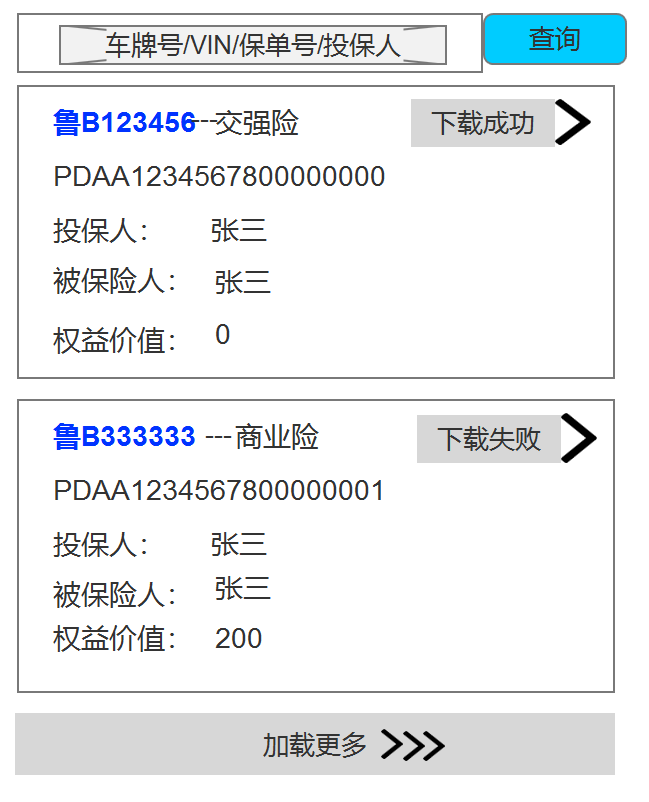 车牌号/VIN/保单号/投保人 查询
鲁B123456---交强险 下载成功
PDAA1234567800000000
投保人： 张三
被保险人： 张三
权益价值： 0
鲁B333333 ---商业险 下载失败
PDAA1234567800000001
投保人： 张三
被保险人： 张三
权益价值： 200
加载更多